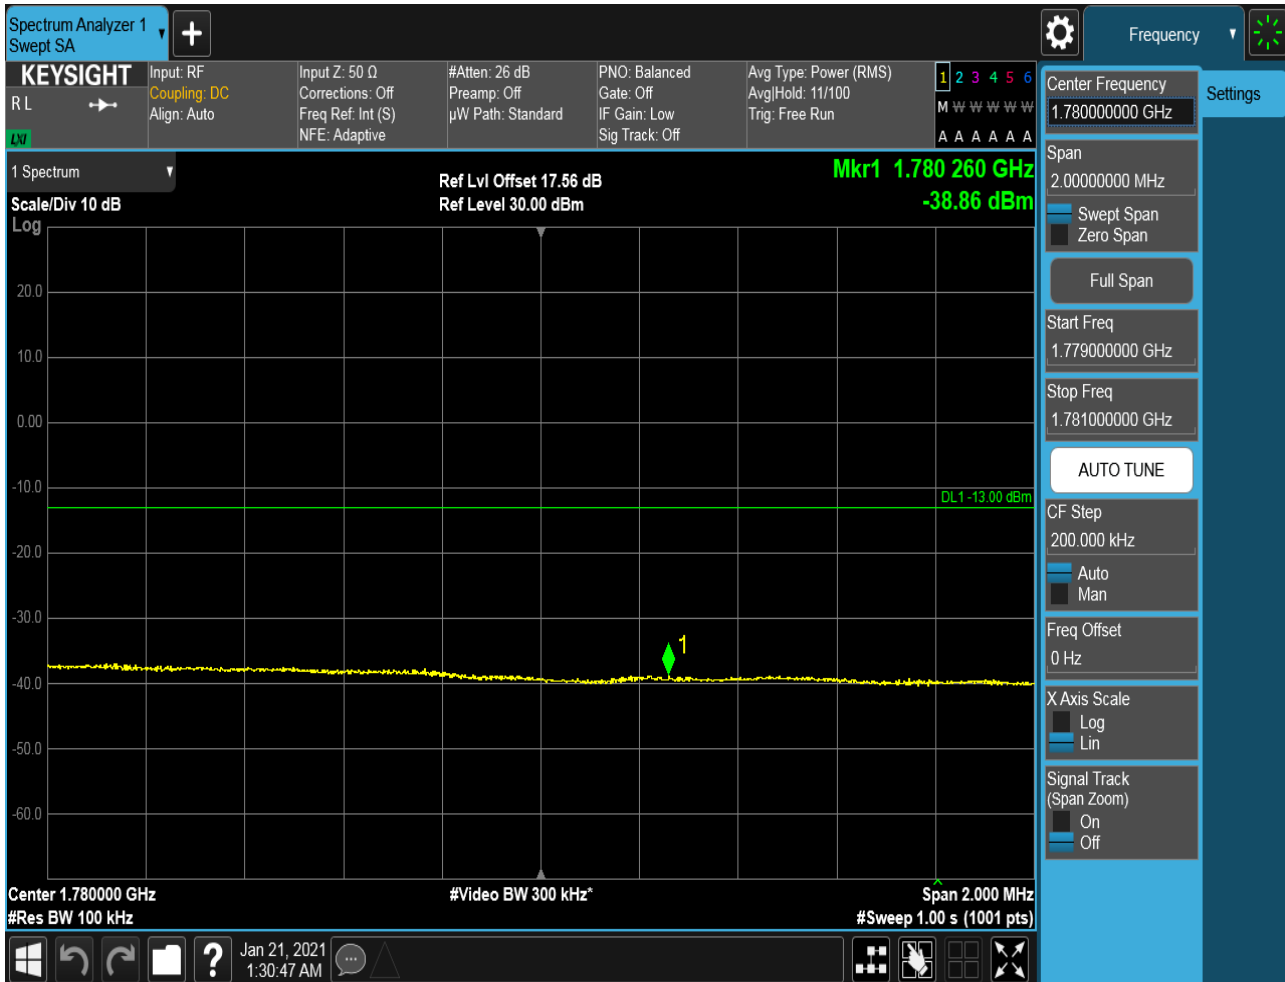 Spectrum Analyzer 1
Swept SA
Frequency
KEYSIGHT
R L
LXI
Input: RF
Coupling: DC
Align: Auto
Input Z: 50 Ω
Corrections: Off
Freq Ref: Int (S)
NFE: Adaptive
#Atten: 26 dB
Preamp: Off
µW Path: Standard
PNO: Balanced
Gate: Off
IF Gain: Low
Sig Track: Off
Avg Type: Power (RMS)
Avg|Hold: 11/100
Trig: Free Run
1 2 3 4 5 6
M W W W W W
A A A A A A
1 Spectrum
Scale/Div 10 dB
Log
Ref Lvl Offset 17.56 dB
Ref Level 30.00 dBm
Mkr1 1.780 260 GHz
-38.86 dBm
20.0
10.0
0.00
-10.0
DL1 -13.00 dBm
-20.0
-30.0
1
-40.0
-50.0
-60.0
Center 1.780000 GHz
#Res BW 100 kHz
#Video BW 300 kHz*
Span 2.000 MHz
#Sweep 1.00 s (1001 pts)
?
Jan 21, 2021
1:30:47 AM
Center Frequency
1.780000000 GHz
Settings
Span
2.00000000 MHz
Swept Span
Zero Span
Full Span
Start Freq
1.779000000 GHz
Stop Freq
1.781000000 GHz
AUTO TUNE
CF Step
200.000 kHz
Auto
Man
Freq Offset
0 Hz
X Axis Scale
Log
Lin
Signal Track
(Span Zoom)
On
Off